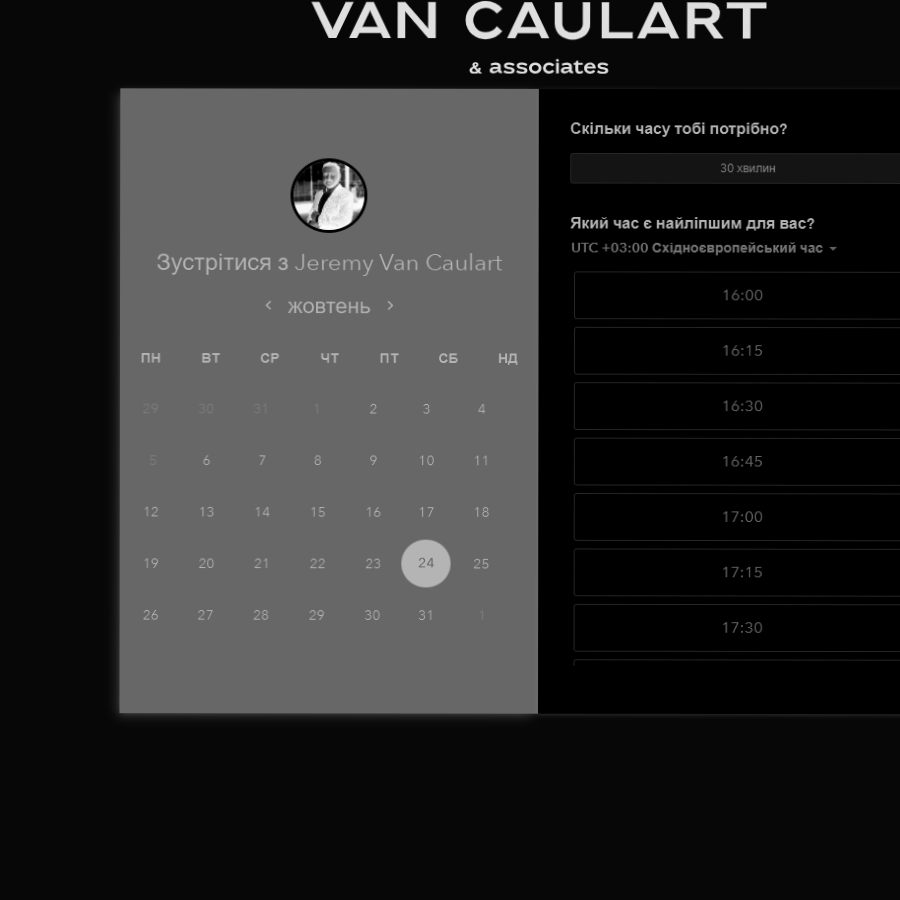 VAN CAULART
& associates
Зустрітися з Jeremy Van Caulart
жовтень
ПН ВТ СР ЧТ ПТ СБ НД
29 30 31 1 2 3 4
5 6 7 8 9 10 11
12 13 14 15 16 17 18
19 20 21 22 23 24 25
26 27 28 29 30 31 1
Скільки часу тобі потрібно?
30 хвилин
Який час є найліпшим для вас?
UTC +03:00 Східноєвропейський час
16:00
16:15
16:30
16:45
17:00
17:15
17:30